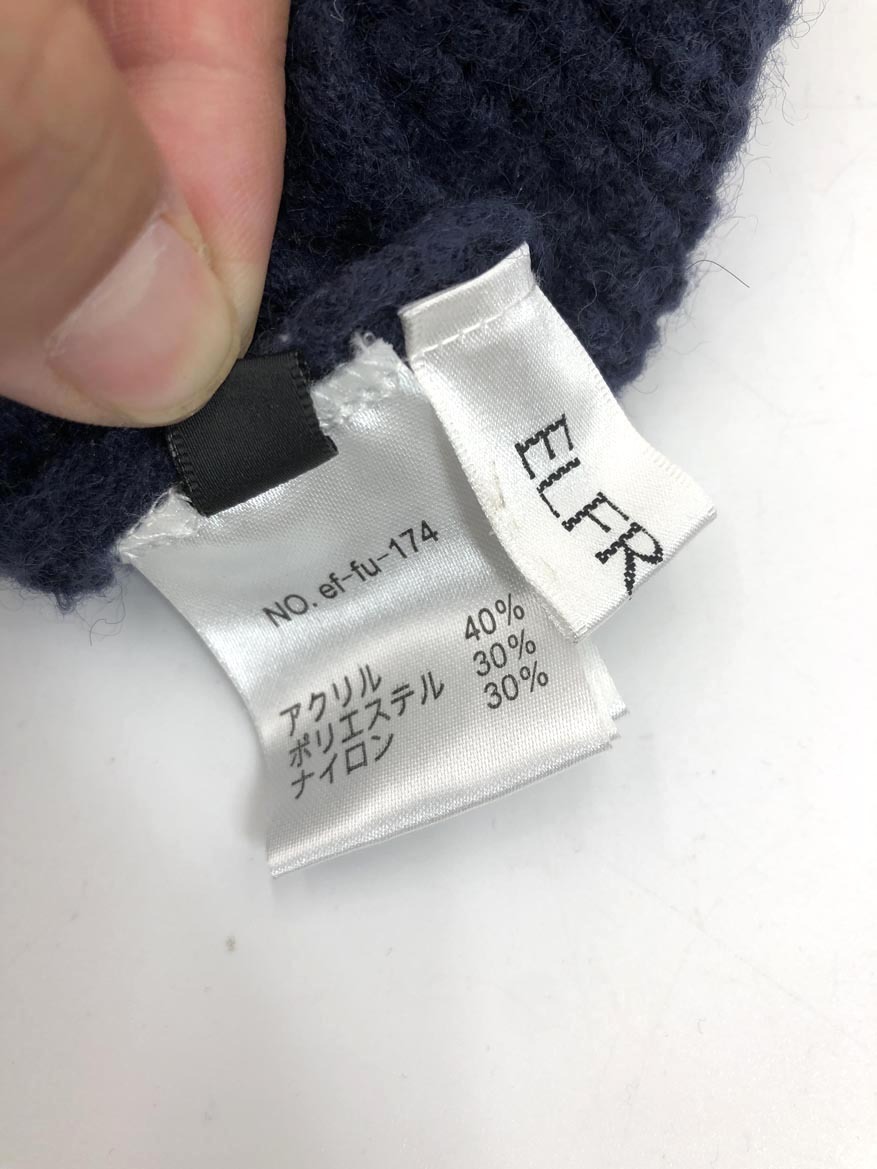 NO. ef-fu-174
アクリル 40%
ポリエステル 30%
ナイロン 30%
ELFR